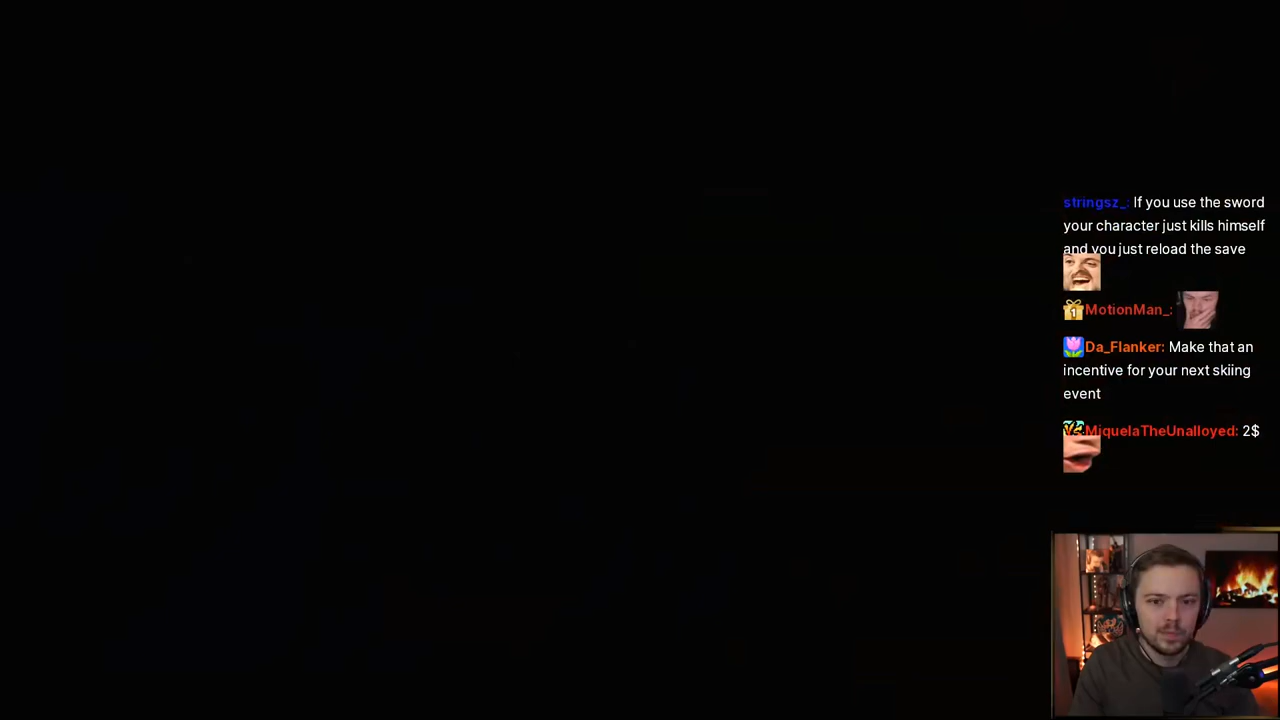 stringsz_: If you use the sword
your character just kills himself
and you just reload the save
MotionMan_:
Da_Flanker: Make that an
incentive for your next skiing
event
MiquelaTheUnalloyed: 2$